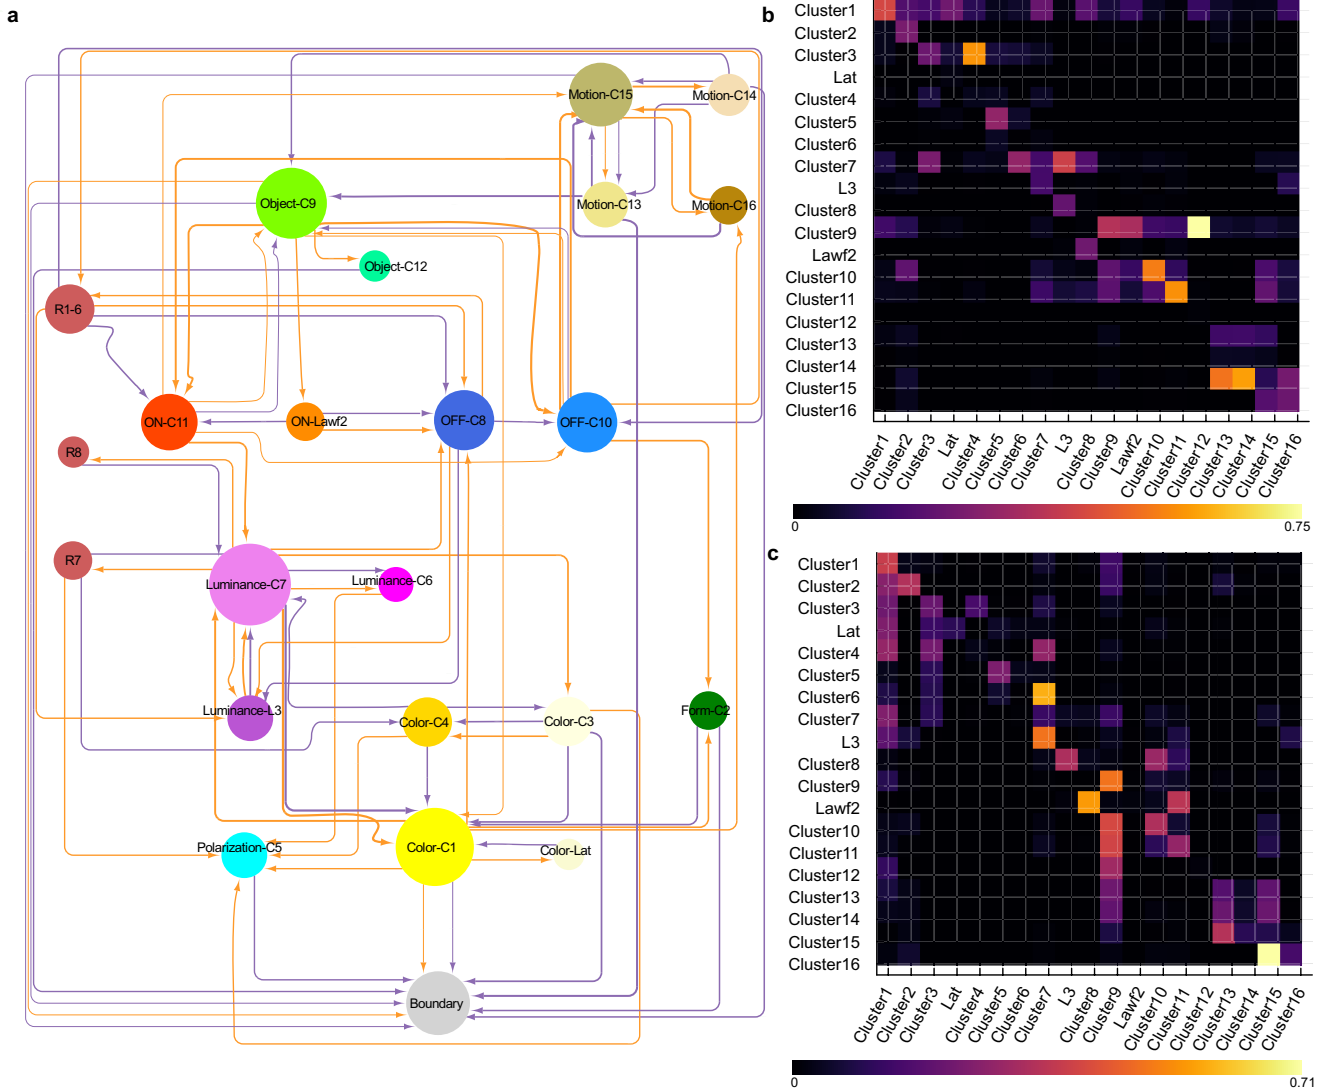 a
Motion-C15
Motion-C14
Object-C9
Motion-C13
Motion-C16
Object-C12
R1-6
ON-C11
ON-Lawf2
OFF-C8
OFF-C10
R8
R7
Luminance-C7
Luminance-C6
Luminance-L3
Color-C4
Color-C3
Form-C2
Polarization-C5
Color-C1
Color-Lat
Boundary
b
Cluster1
Cluster2
Cluster3
Lat
Cluster4
Cluster5
Cluster6
Cluster7
L3
Cluster8
Cluster9
Lawf2
Cluster10
Cluster11
Cluster12
Cluster13
Cluster14
Cluster15
Cluster16
Cluster1
Cluster2
Cluster3
Lat
Cluster4
Cluster5
Cluster6
Cluster7
L3
Cluster8
Cluster9
Lawf2
Cluster10
Cluster11
Cluster12
Cluster13
Cluster14
Cluster15
Cluster16
0
0.75
c
Cluster1
Cluster2
Cluster3
Lat
Cluster4
Cluster5
Cluster6
Cluster7
L3
Cluster8
Cluster9
Lawf2
Cluster10
Cluster11
Cluster12
Cluster13
Cluster14
Cluster15
Cluster16
Cluster1
Cluster2
Cluster3
Lat
Cluster4
Cluster5
Cluster6
Cluster7
L3
Cluster8
Cluster9
Lawf2
Cluster10
Cluster11
Cluster12
Cluster13
Cluster14
Cluster15
Cluster16
0
0.71